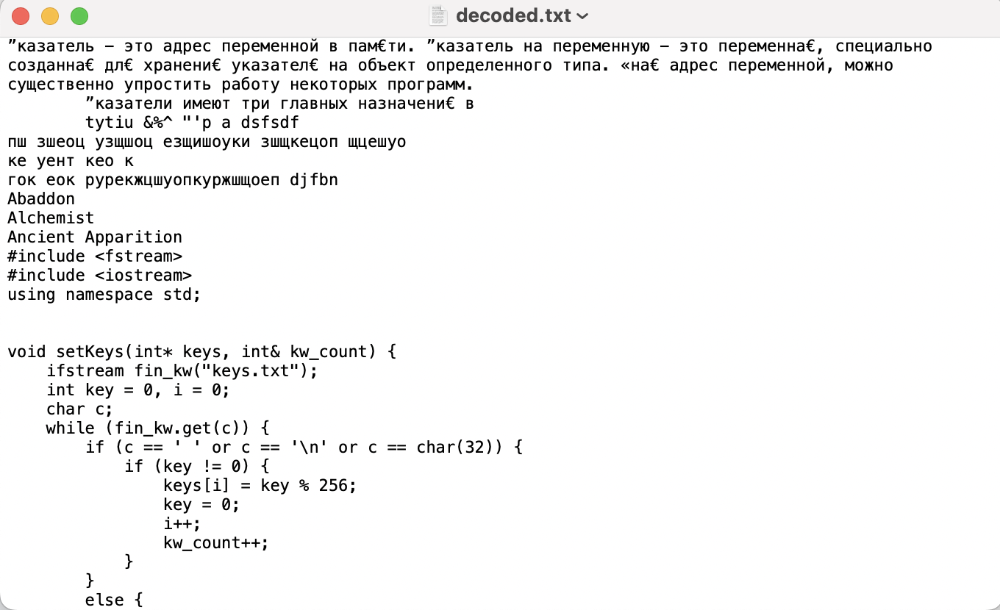 decoded.txt
”казатель – это адрес переменной в пам€ти. ”казатель на переменную – это переменна€, специально
созданна€ дл€ хранени€ указател€ на объект определенного типа. «на€ адрес переменной, можно
существенно упростить работу некоторых программ.
        ”казатели имеют три главных назначени€ в
        tytiu &%^ "'р а dsfsdf
пш зшеоц узщшоц езщишоуки зшщкецоп щцешуо
ке уент кео к
гок еок рурекжцшуопкуржшщоеп djfbn
Abaddon
Alchemist
Ancient Apparition
#include <fstream>
#include <iostream>
using namespace std;


void setKeys(int* keys, int& kw_count) {
    ifstream fin_kw("keys.txt");
    int key = 0, i = 0;
    char c;
    while (fin_kw.get(c)) {
        if (c == ' ' or c == '\n' or c == char(32)) {
            if (key != 0) {
                keys[i] = key % 256;
                key = 0;
                i++;
                kw_count++;
            }
        }
        else {